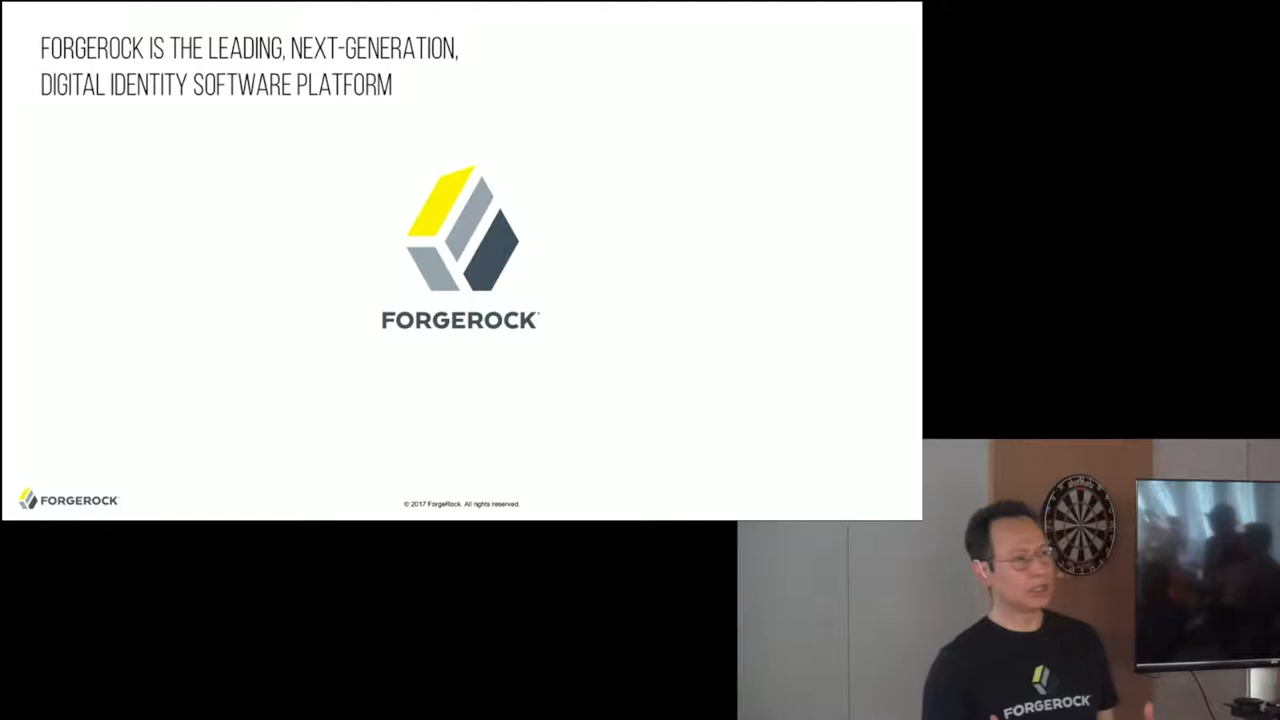 FORGEROCK IS THE LEADING, NEXT-GENERATION,
DIGITAL IDENTITY SOFTWARE PLATFORM
FORGEROCK
FORGEROCK
© 2017 ForgeRock. All rights reserved.
FORGEROCK